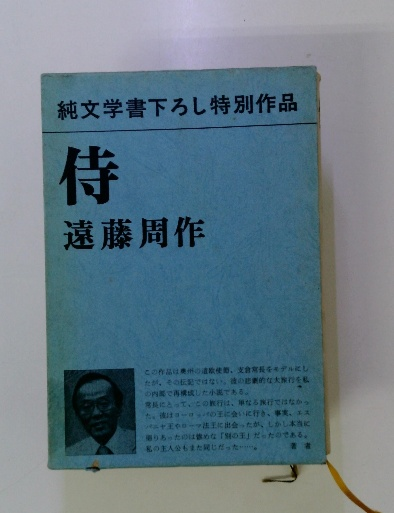 純文学書下ろし特別作品
侍
遠藤周作
この作品は奥州の遣欧使節、支倉常長をモデルにし
たが、その伝記ではない。彼の悲劇的な大旅行を私
の内部で再構成した小説である。
常長にとって、この旅行は、単なる旅行ではなかっ
た。彼はヨーロッパの王に会いに行き、事実、エス
パニヤ王やローマ法王に出会ったが、しかし本当に
廻りあったのは惨めな「別の王」だったのである。
私の主人公もまた同じだった……。 著者